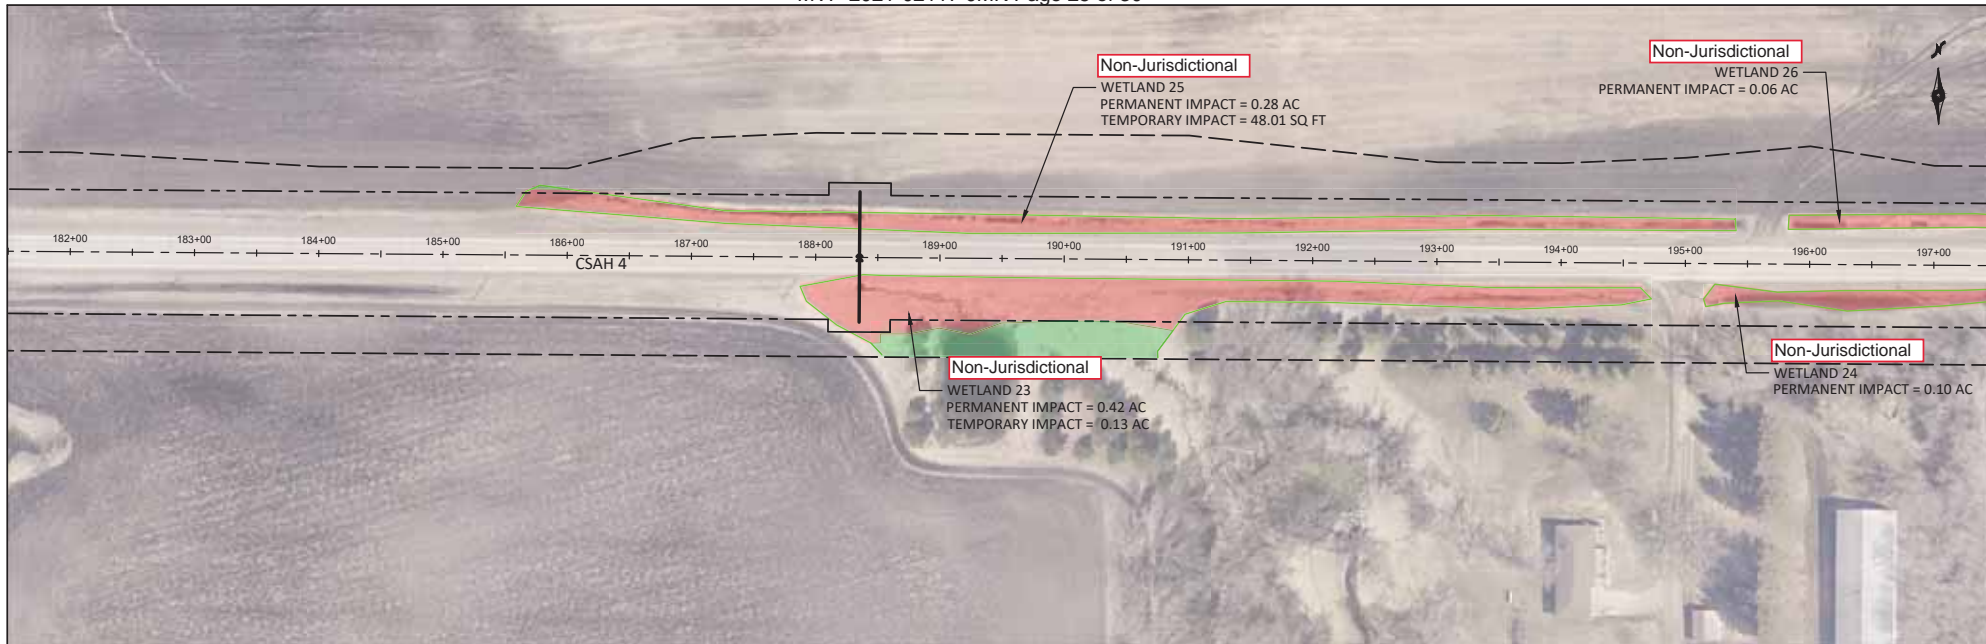 Non-Jurisdictional
WETLAND 25
PERMANENT IMPACT = 0.28 AC
TEMPORARY IMPACT = 48.01 SQ FT
Non-Jurisdictional
WETLAND 26
PERMANENT IMPACT = 0.06 AC
182+00 183+00 184+00 185+00 186+00 187+00 188+00 189+00 190+00 191+00 192+00 193+00 194+00 195+00 196+00 197+00
CSAH 4
Non-Jurisdictional
WETLAND 23
PERMANENT IMPACT = 0.42 AC
TEMPORARY IMPACT = 0.13 AC
Non-Jurisdictional
WETLAND 24
PERMANENT IMPACT = 0.10 AC